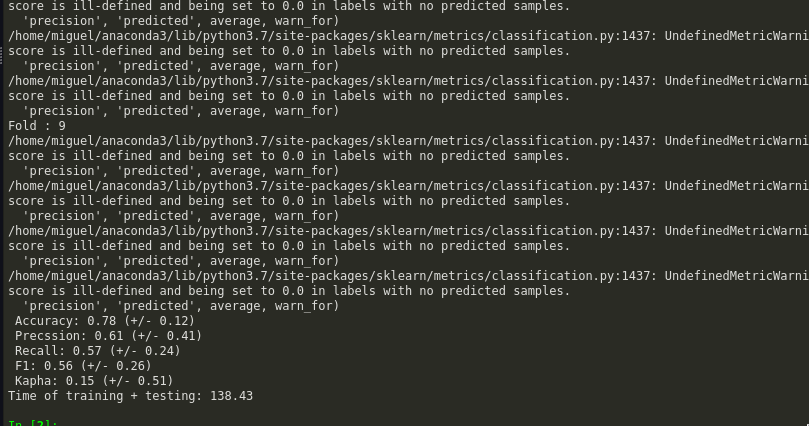 score is ill-defined and being set to 0.0 in labels with no predicted samples.
'precision', 'predicted', average, warn_for)
/home/miguel/anaconda3/lib/python3.7/site-packages/sklearn/metrics/classification.py:1437: UndefinedMetricWarni
score is ill-defined and being set to 0.0 in labels with no predicted samples.
'precision', 'predicted', average, warn_for)
/home/miguel/anaconda3/lib/python3.7/site-packages/sklearn/metrics/classification.py:1437: UndefinedMetricWarni
score is ill-defined and being set to 0.0 in labels with no predicted samples.
'precision', 'predicted', average, warn_for)
Fold : 9
/home/miguel/anaconda3/lib/python3.7/site-packages/sklearn/metrics/classification.py:1437: UndefinedMetricWarni
score is ill-defined and being set to 0.0 in labels with no predicted samples.
'precision', 'predicted', average, warn_for)
/home/miguel/anaconda3/lib/python3.7/site-packages/sklearn/metrics/classification.py:1437: UndefinedMetricWarni
score is ill-defined and being set to 0.0 in labels with no predicted samples.
'precision', 'predicted', average, warn_for)
/home/miguel/anaconda3/lib/python3.7/site-packages/sklearn/metrics/classification.py:1437: UndefinedMetricWarni
score is ill-defined and being set to 0.0 in labels with no predicted samples.
'precision', 'predicted', average, warn_for)
/home/miguel/anaconda3/lib/python3.7/site-packages/sklearn/metrics/classification.py:1437: UndefinedMetricWarni
score is ill-defined and being set to 0.0 in labels with no predicted samples.
'precision', 'predicted', average, warn_for)
Accuracy: 0.78 (+/- 0.12)
Precssion: 0.61 (+/- 0.41)
Recall: 0.57 (+/- 0.24)
F1: 0.56 (+/- 0.26)
Kapha: 0.15 (+/- 0.51)
Time of training + testing: 138.43
In [2]: